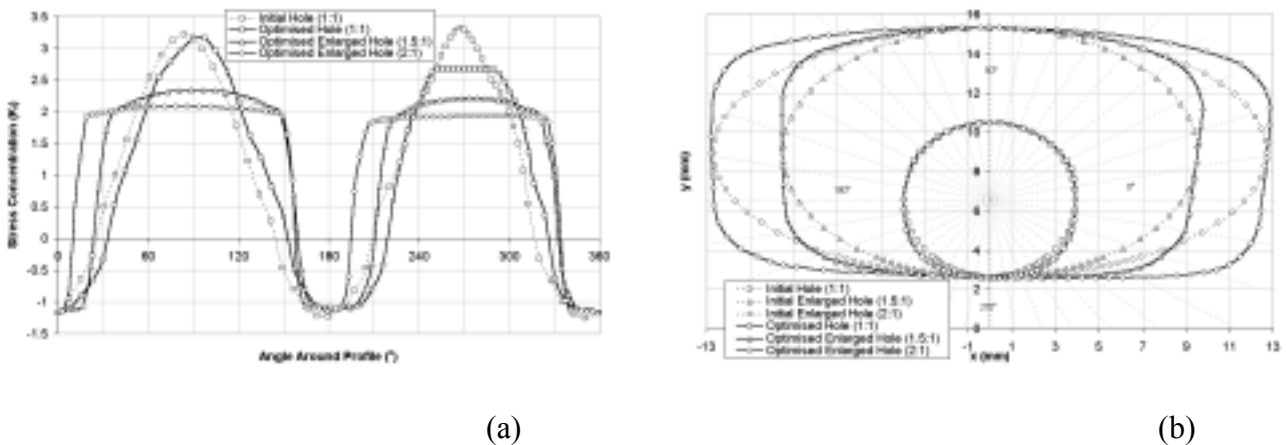 3.5
3
2.5
2
1.5
1
0.5
0
-0.5
-1
-1.5
Stress Concentration (Kt)
0 60 120 180 240 300 360
Angle Around Profile (°)
Initial Hole (1:1)
Optimised Hole (1:1)
Optimised Enlarged Hole (1.5:1)
Optimised Enlarged Hole (2:1)
(a)
16
14
12
10
8
6
4
2
0
y (mm)
90°
0°
-13 -1 1 3 5 7 9 11 13
x (mm)
Initial Hole (1:1)
Initial Enlarged Hole (1.5:1)
Initial Enlarged Hole (2:1)
Optimised Hole (1:1)
Optimised Enlarged Hole (1.5:1)
Optimised Enlarged Hole (2:1)
(b)